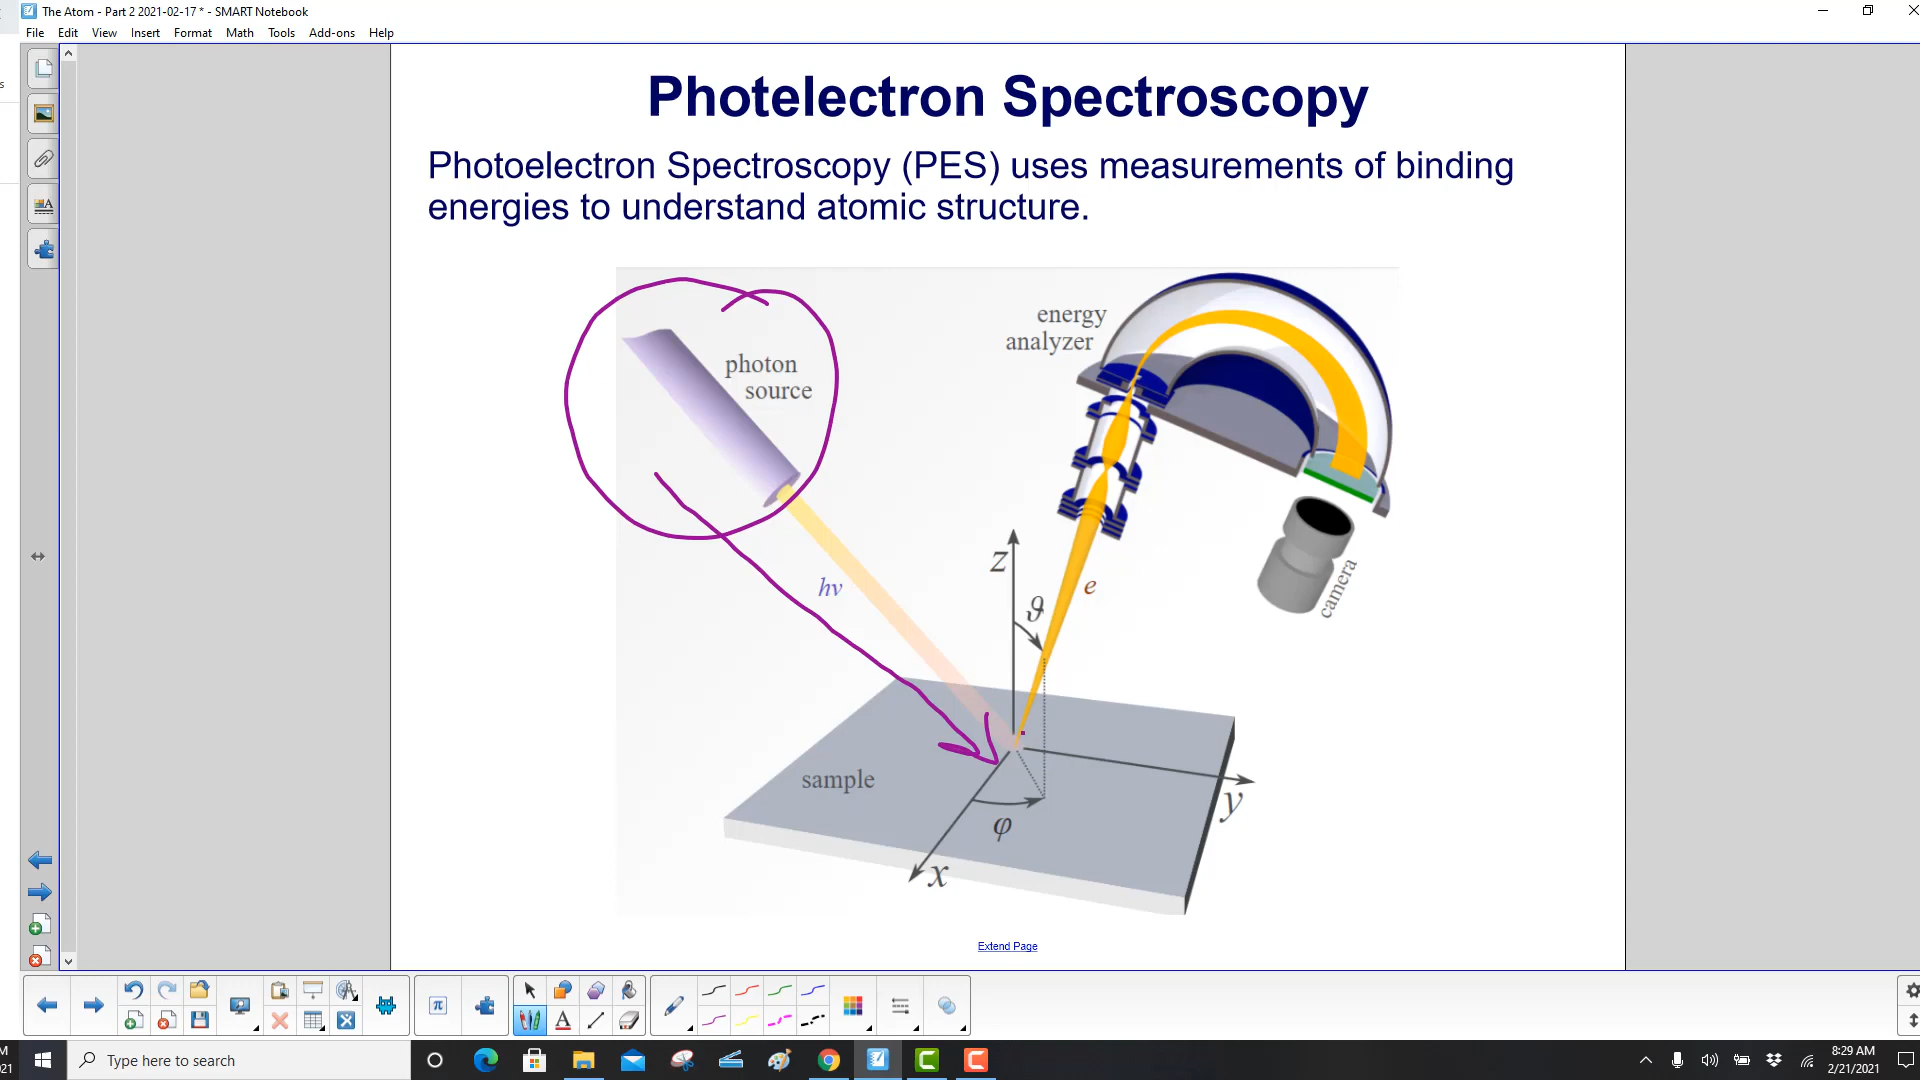 The Atom - Part 2 2021-02-17 * - SMART Notebook
File Edit View Insert Format Math Tools Add-ons Help
Photelectron Spectroscopy
Photoelectron Spectroscopy (PES) uses measurements of binding
energies to understand atomic structure.
photon
source
energy
analyzer
hν
z
ϑ
e
camera
sample
φ
x
y
Extend Page
π
A
Type here to search
8:29 AM
2/21/2021